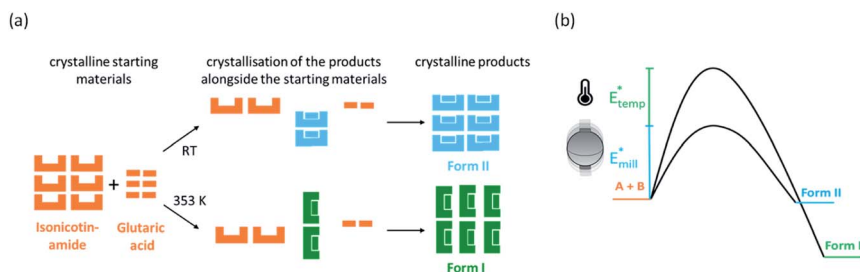 (a)
crystalline starting
materials
crystallisation of the products
alongside the starting materials
crystalline products
RT
Form II
+
353 K
Isonicotin-
amide
Glutaric
acid
Form I
(b)
E*temp
E*mill
A + B
Form II
Form I